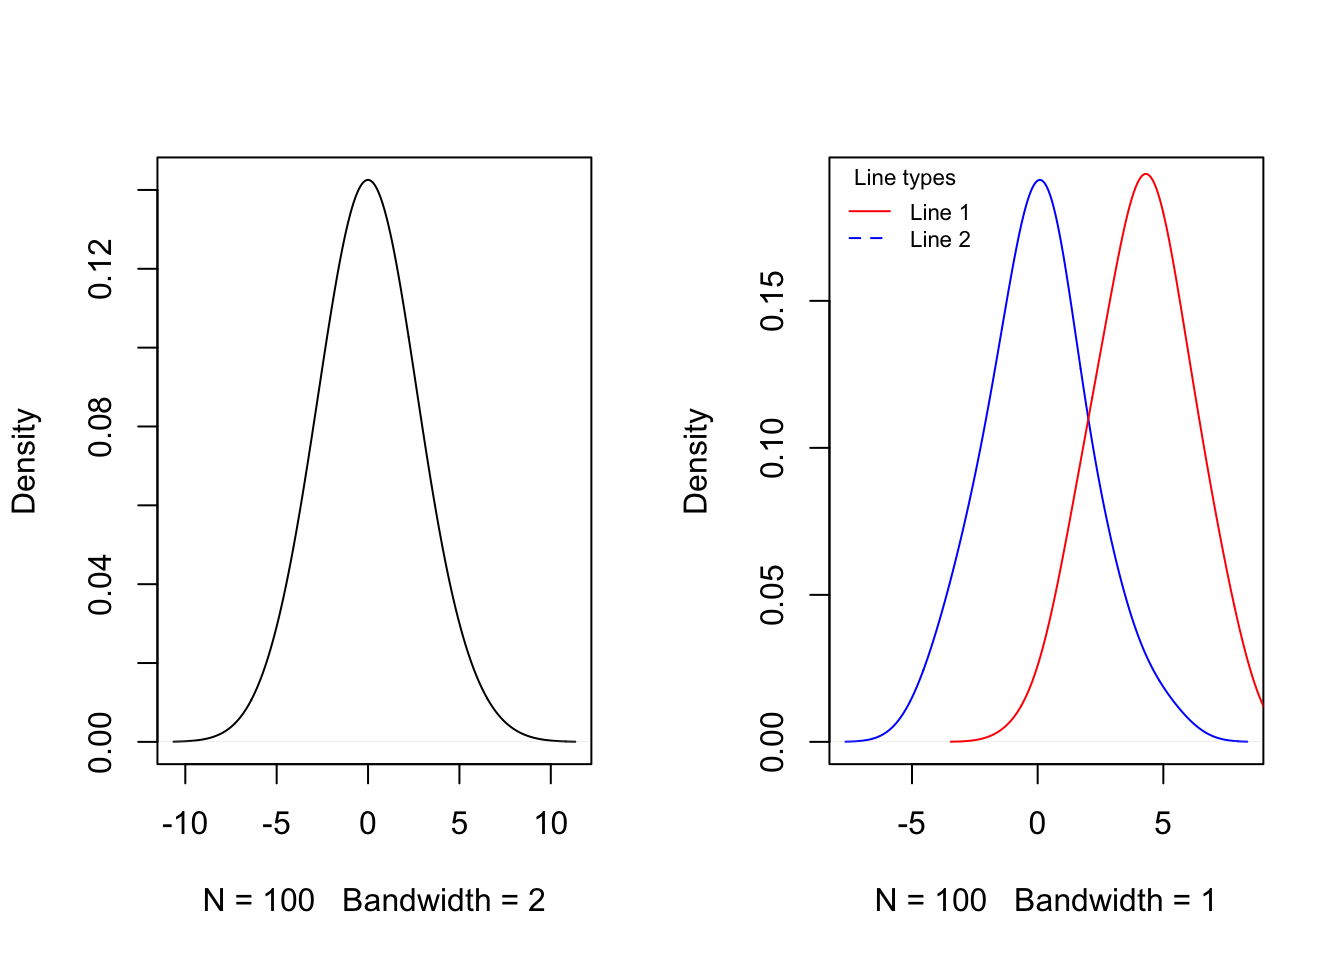 Density
0.12
0.08
0.04
0.00
-10 -5 0 5 10
N = 100 Bandwidth = 2
Line types
Line 1
Line 2
Density
0.15
0.10
0.05
0.00
-5 0 5
N = 100 Bandwidth = 1